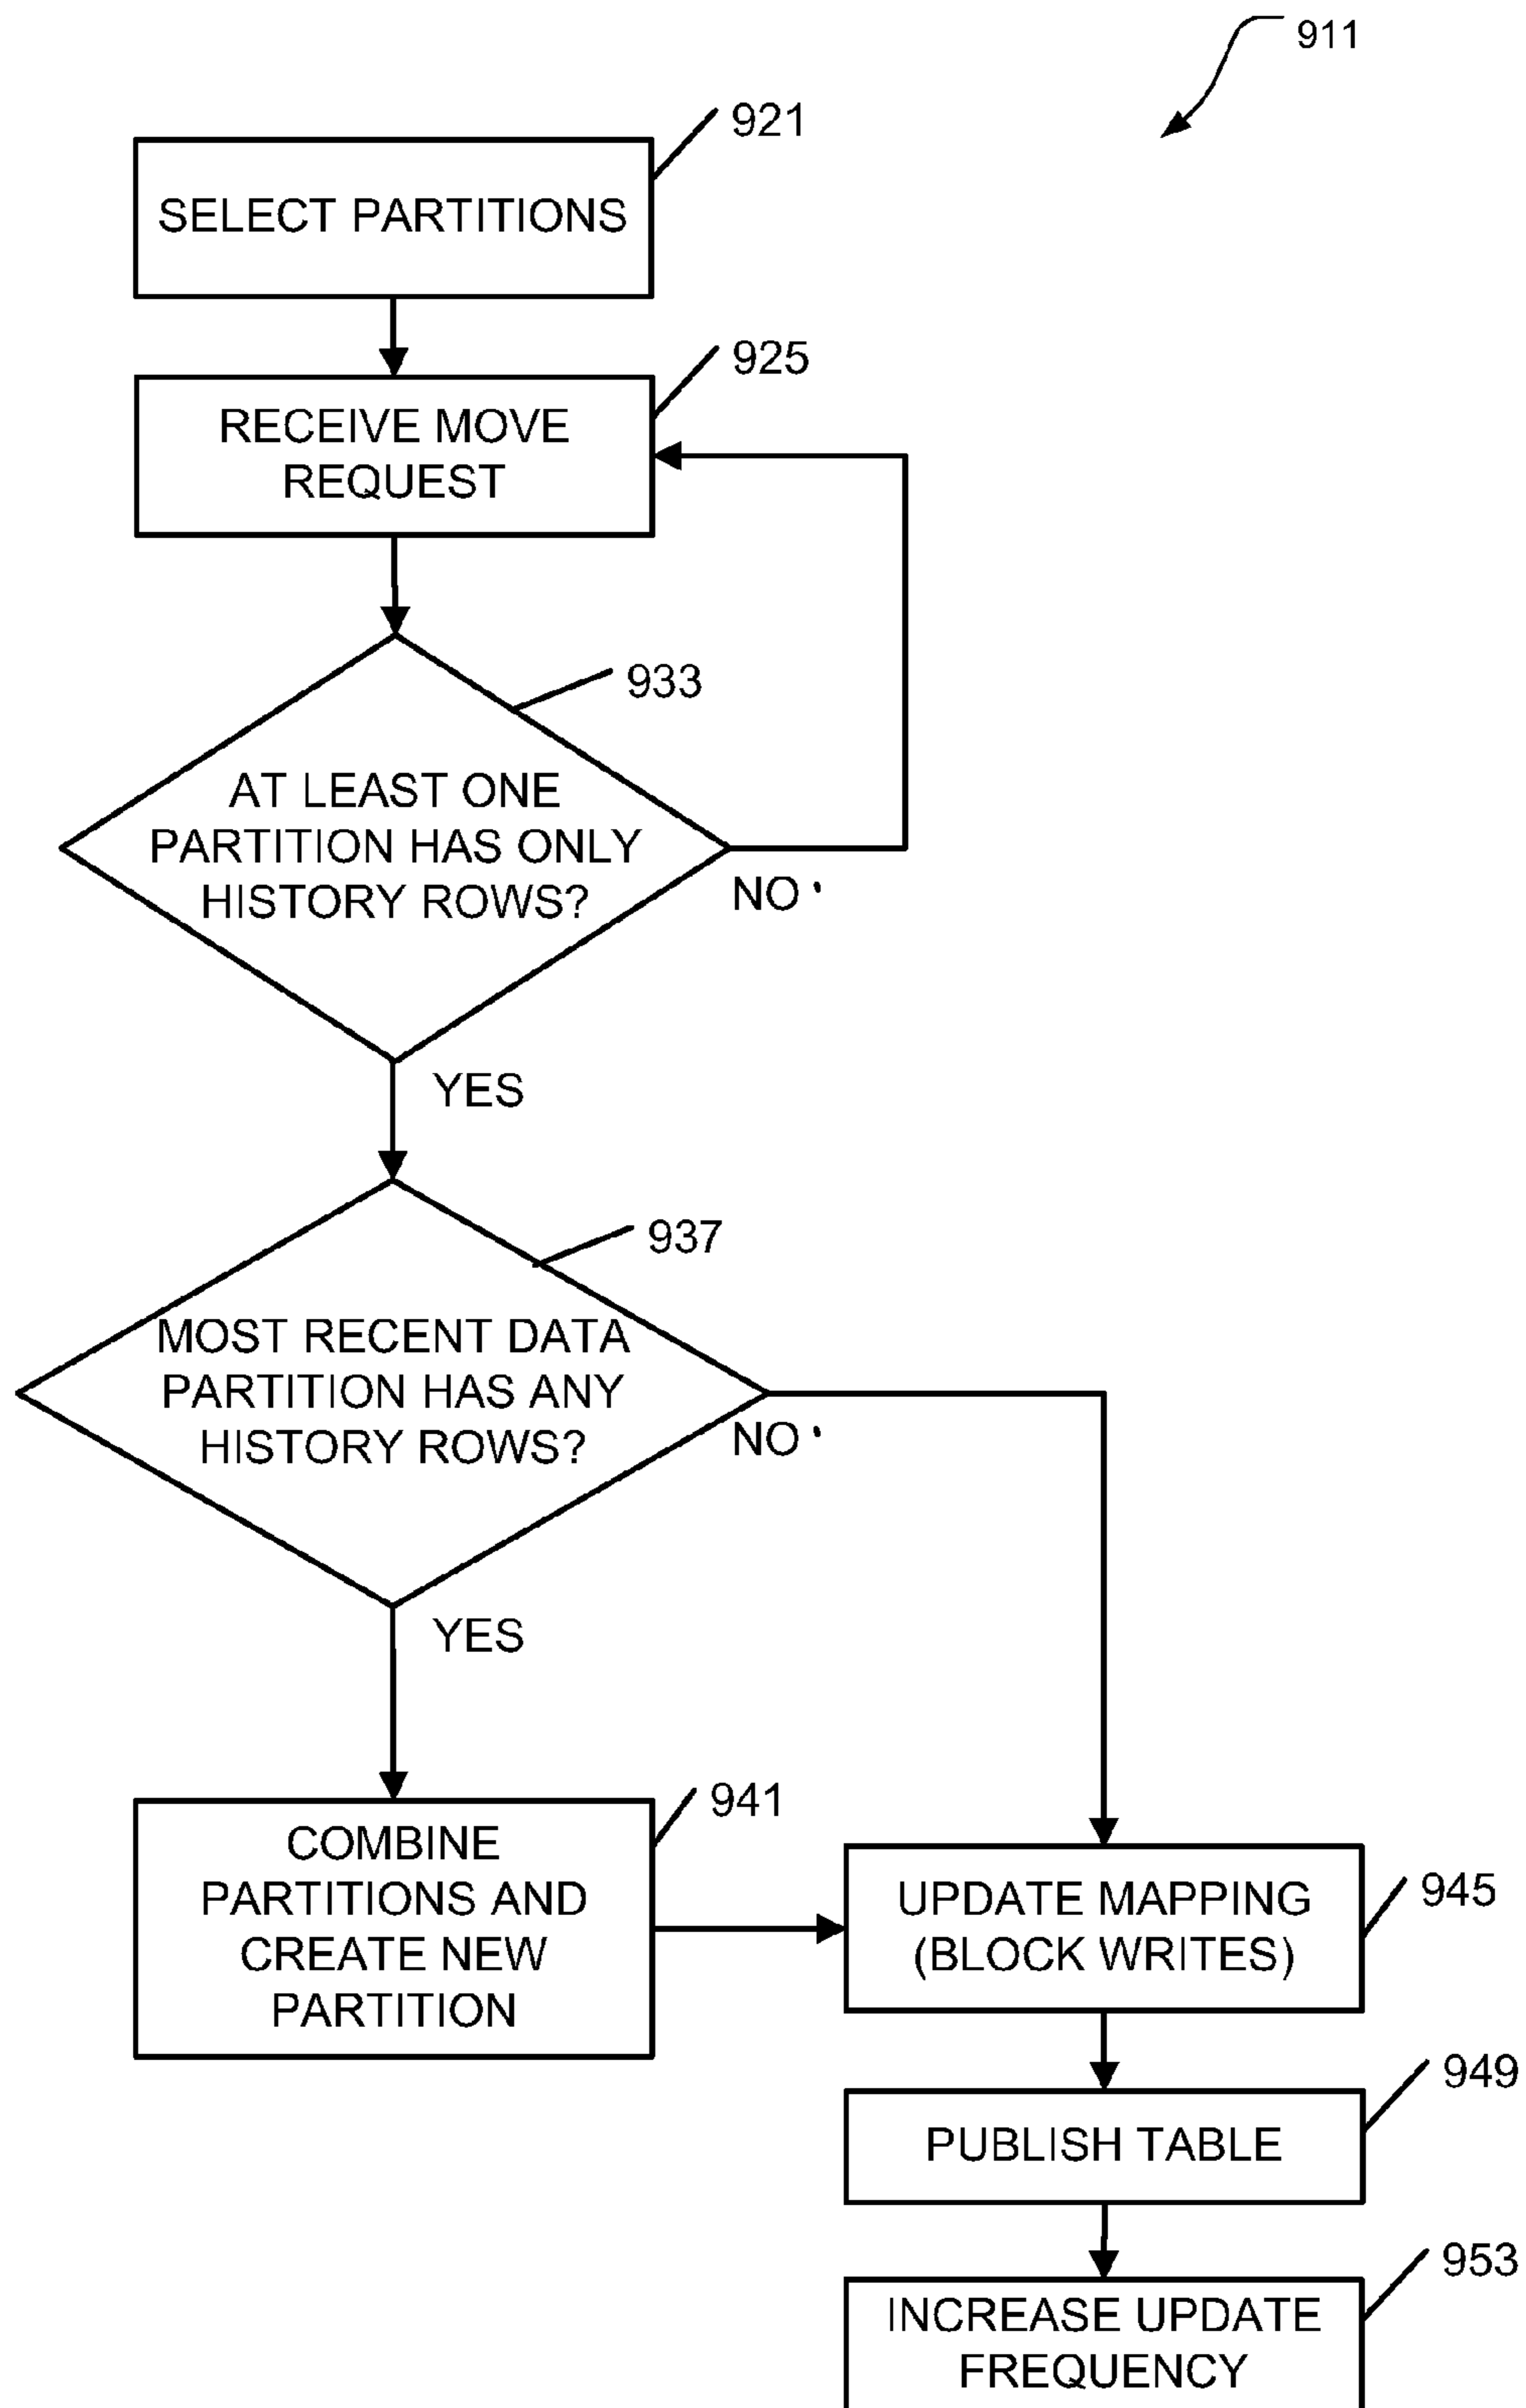 911
921
SELECT PARTITIONS
925
RECEIVE MOVE
REQUEST
933
AT LEAST ONE
PARTITION HAS ONLY
HISTORY ROWS?
NO
YES
937
MOST RECENT DATA
PARTITION HAS ANY
HISTORY ROWS?
NO
YES
941
COMBINE
PARTITIONS AND
CREATE NEW
PARTITION
945
UPDATE MAPPING
(BLOCK WRITES)
949
PUBLISH TABLE
953
INCREASE UPDATE
FREQUENCY